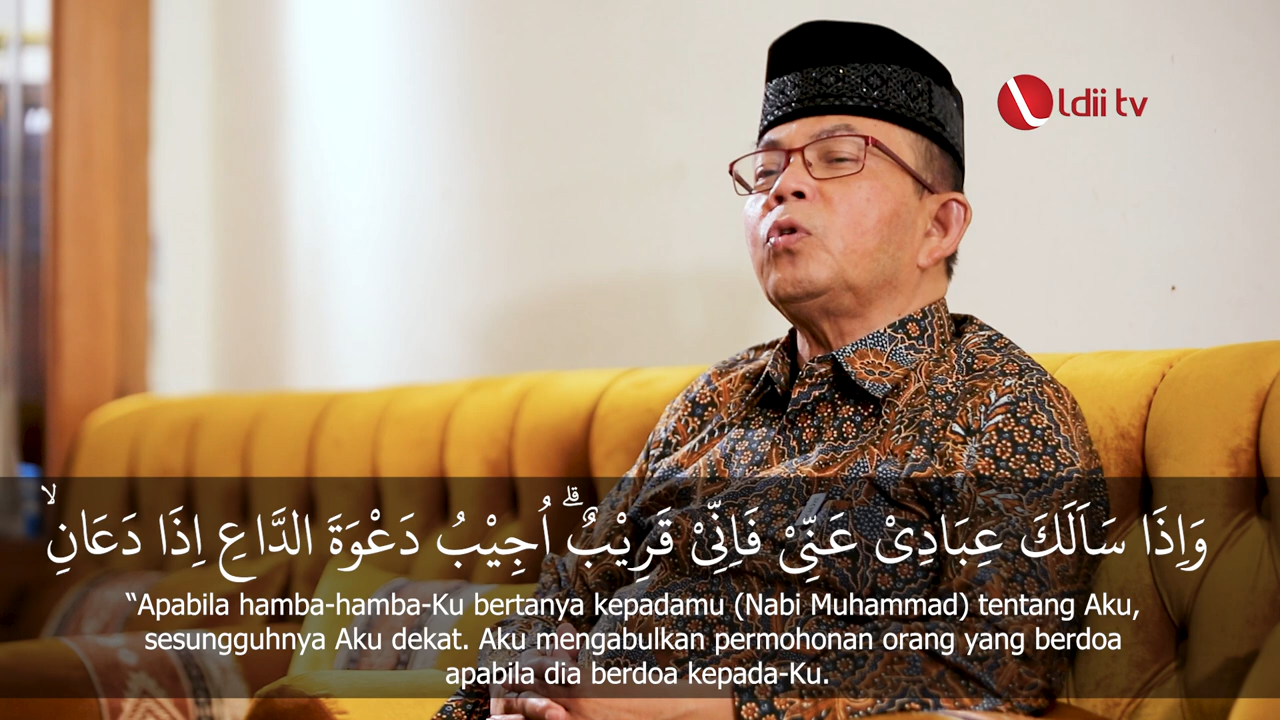 ldii tv
وَاِذَا سَاَلَكَ عِبَادِيْ عَنِّيْ فَاِنِّيْ قَرِيْبٌ ۗ اُجِيْبُ دَعْوَةَ الدَّاعِ اِذَا دَعَانِ ۙ
“Apabila hamba-hamba-Ku bertanya kepadamu (Nabi Muhammad) tentang Aku,
sesungguhnya Aku dekat. Aku mengabulkan permohonan orang yang berdoa
apabila dia berdoa kepada-Ku.